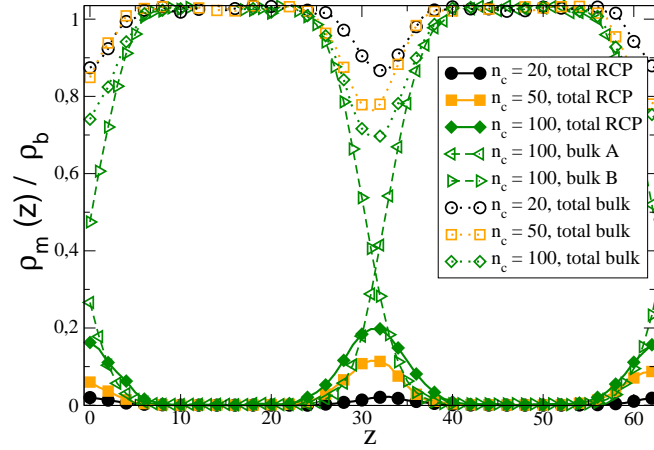 1
0,8
0,6
0,4
0,2
0
ρm (z) / ρb
0 10 20 30 40 50 60
z
nc = 20, total RCP
nc = 50, total RCP
nc = 100, total RCP
nc = 100, bulk A
nc = 100, bulk B
nc = 20, total bulk
nc = 50, total bulk
nc = 100, total bulk